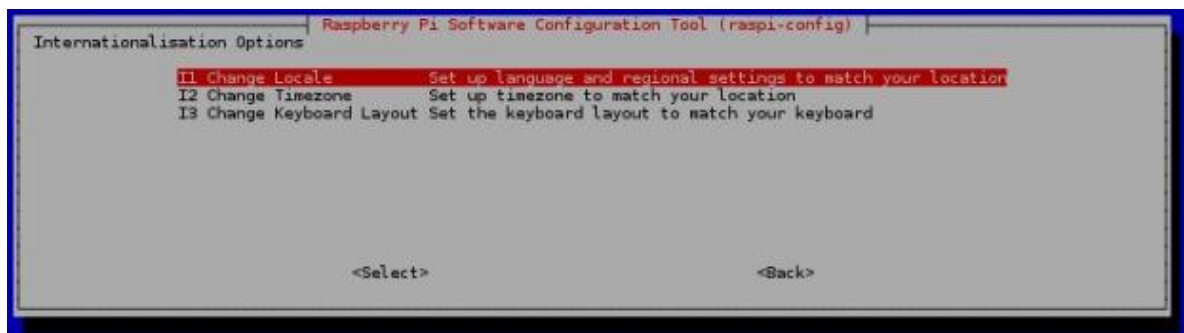 Raspberry Pi Software Configuration Tool (raspi-config)
Internationalisation Options
I1 Change Locale Set up language and regional settings to match your location
I2 Change Timezone Set up timezone to match your location
I3 Change Keyboard Layout Set the keyboard layout to match your keyboard
<Select> <Back>